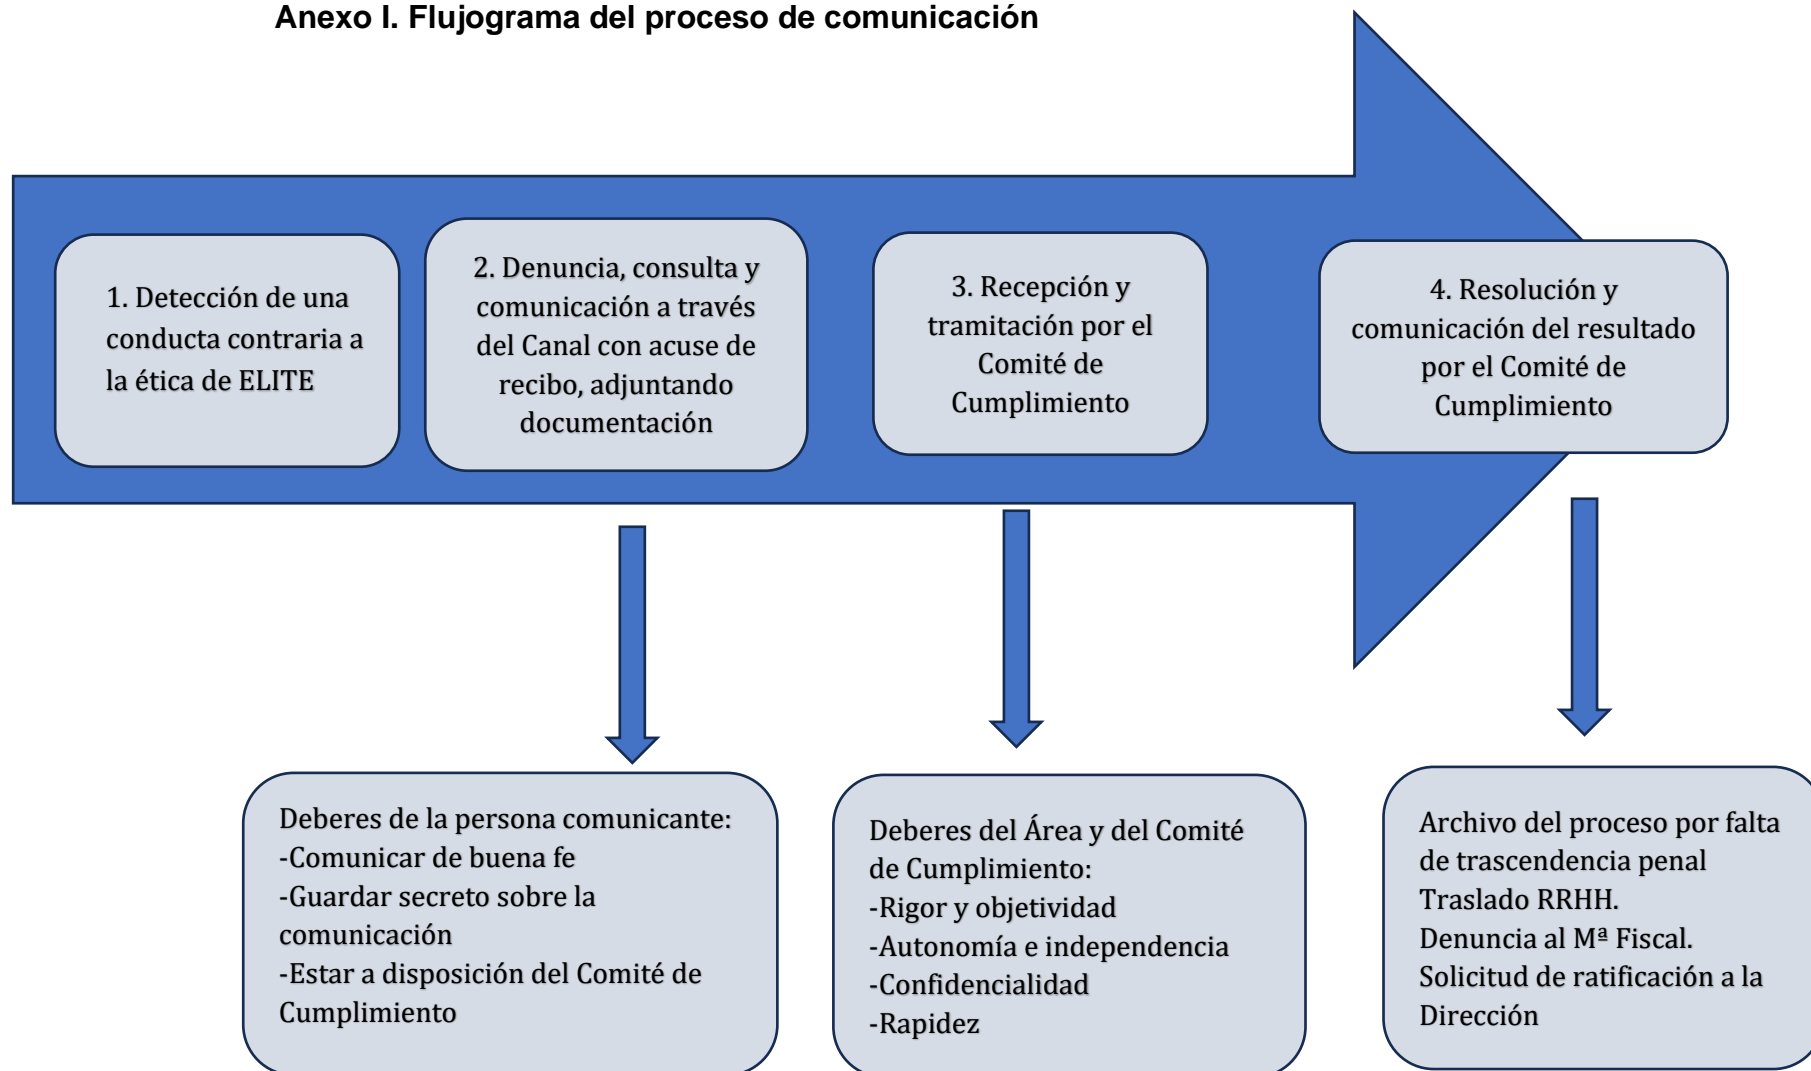 Anexo I. Flujograma del proceso de comunicación
1. Detección de una
conducta contraria a
la ética de ELITE
2. Denuncia, consulta y
comunicación a través
del Canal con acuse de
recibo, adjuntando
documentación
3. Recepción y
tramitación por el
Comité de
Cumplimiento
4. Resolución y
comunicación del resultado
por el Comité de
Cumplimiento
Deberes de la persona comunicante:
-Comunicar de buena fe
-Guardar secreto sobre la
comunicación
-Estar a disposición del Comité de
Cumplimiento
Deberes del Área y del Comité
de Cumplimiento:
-Rigor y objetividad
-Autonomía e independencia
-Confidencialidad
-Rapidez
Archivo del proceso por falta
de trascendencia penal
Traslado RRHH.
Denuncia al Mª Fiscal.
Solicitud de ratificación a la
Dirección